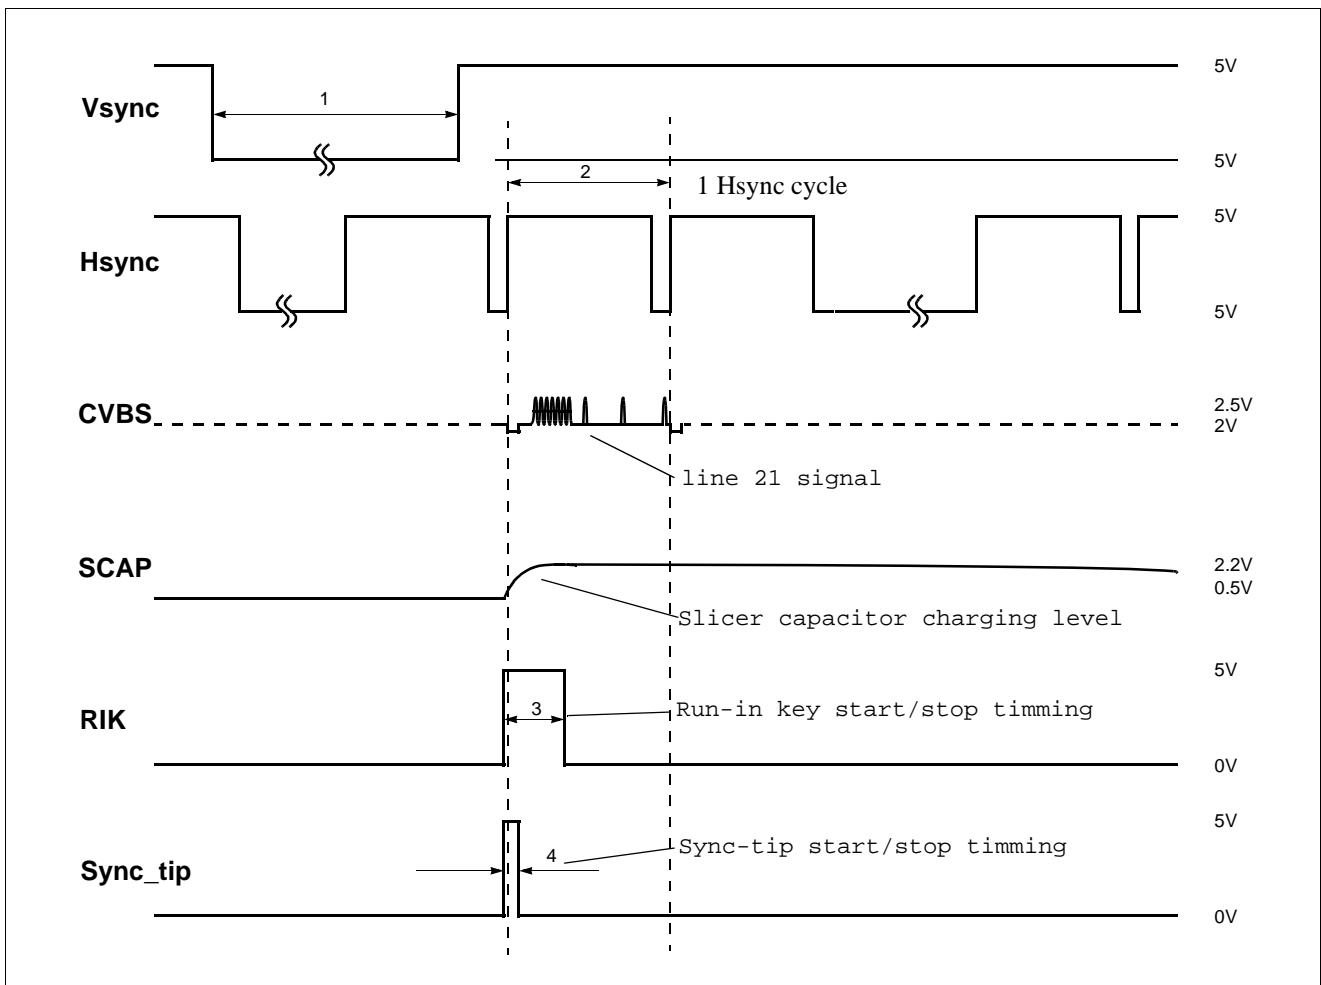 5V
Vsync
1
5V
2
1 Hsync cycle
5V
Hsync
5V
CVBS
2.5V
2V
line 21 signal
SCAP
2.2V
0.5V
Slicer capacitor charging level
5V
RIK
3
Run-in key start/stop timming
0V
5V
Sync_tip
4
Sync-tip start/stop timming
0V